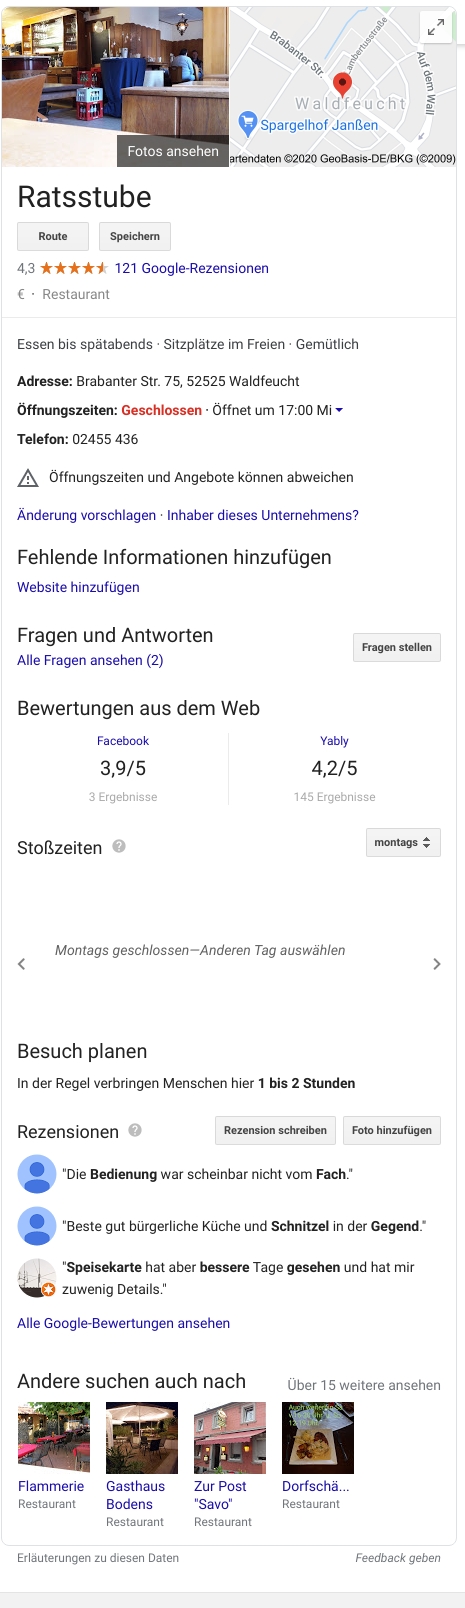 Brabanter Str.
ambertusstraße
Auf dem Wall
Waldfeucht
Spargelhof Janßen
Fotos ansehen
artendaten ©2020 GeoBasis-DE/BKG (©2009)
Ratsstube
Route Speichern
4,3 121 Google-Rezensionen
€ · Restaurant
Essen bis spätabends · Sitzplätze im Freien · Gemütlich
Adresse: Brabanter Str. 75, 52525 Waldfeucht
Öffnungszeiten: Geschlossen · Öffnet um 17:00 Mi
Telefon: 02455 436
Öffnungszeiten und Angebote können abweichen
Änderung vorschlagen · Inhaber dieses Unternehmens?
Fehlende Informationen hinzufügen
Website hinzufügen
Fragen und Antworten
Fragen stellen
Alle Fragen ansehen (2)
Bewertungen aus dem Web
Facebook Yably
3,9/5 4,2/5
3 Ergebnisse 145 Ergebnisse
Stoßzeiten ? montags
Montags geschlossen—Anderen Tag auswählen
Besuch planen
In der Regel verbringen Menschen hier 1 bis 2 Stunden
Rezensionen ? Rezension schreiben Foto hinzufügen
"Die Bedienung war scheinbar nicht vom Fach."
"Beste gut bürgerliche Küche und Schnitzel in der Gegend."
"Speisekarte hat aber bessere Tage gesehen und hat mir
zuwenig Details."
Alle Google-Bewertungen ansehen
Andere suchen auch nach Über 15 weitere ansehen
Flammerie Gasthaus Zur Post Dorfschä...
Restaurant Bodens "Savo" Restaurant
Restaurant Restaurant
Erläuterungen zu diesen Daten Feedback geben